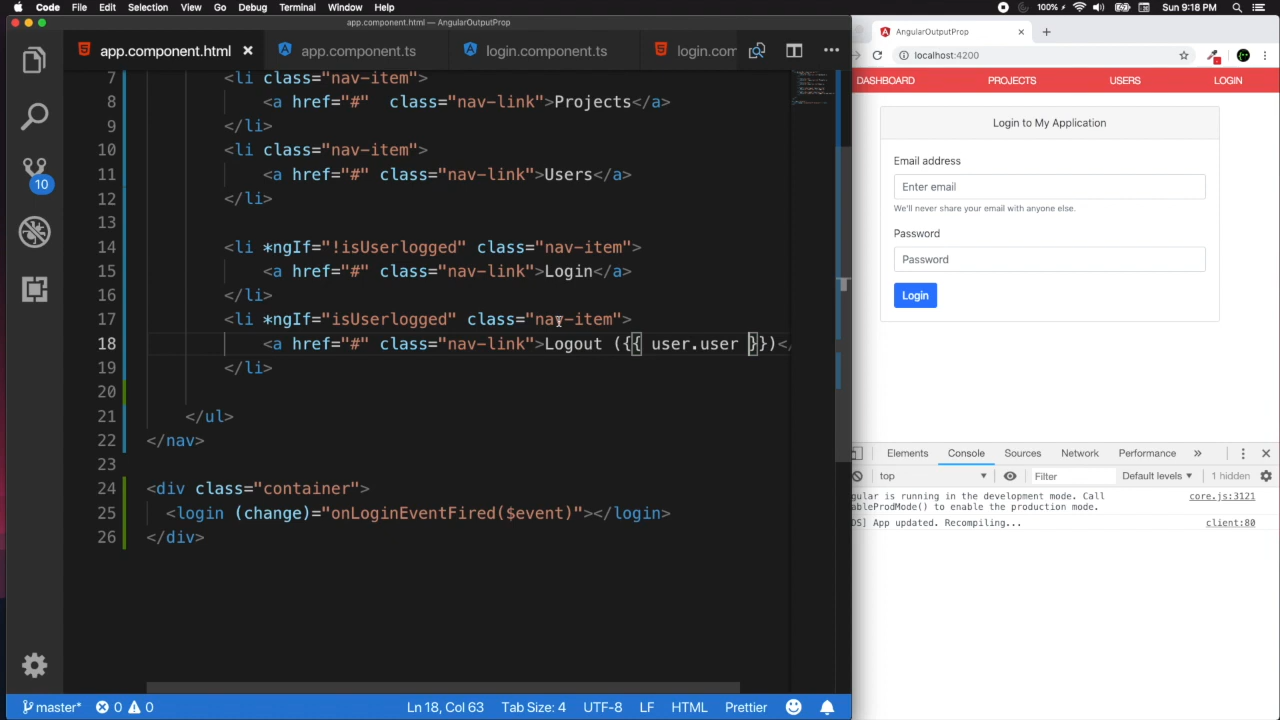 Code File Edit Selection View Go Debug Terminal Window Help
100% Sun 9:18 PM
app.component.html — AngularOutputProp
app.component.html app.component.ts login.component.ts login.com
7 <li class="nav-item">
8 <a href="#" class="nav-link">Projects</a>
9 </li>
10 <li class="nav-item">
11 <a href="#" class="nav-link">Users</a>
12 </li>
13
14 <li *ngIf="!isUserlogged" class="nav-item">
15 <a href="#" class="nav-link">Login</a>
16 </li>
17 <li *ngIf="isUserlogged" class="nav-item">
18 <a href="#" class="nav-link">Logout ({{ user.user }})</
19 </li>
20
21 </ul>
22 </nav>
23
24 <div class="container">
25 <login (change)="onLoginEventFired($event)"></login>
26 </div>
10
master* 0 0 Ln 18, Col 63 Tab Size: 4 UTF-8 LF HTML Prettier
AngularOutputProp
localhost:4200
DASHBOARD PROJECTS USERS LOGIN
Login to My Application
Email address
Enter email
We'll never share your email with anyone else.
Password
Password
Login
Elements Console Sources Network Performance »
top Filter Default levels 1 hidden
gular is running in the development mode. Call core.js:3121
ableProdMode() to enable the production mode.
DS] App updated. Recompiling... client:80